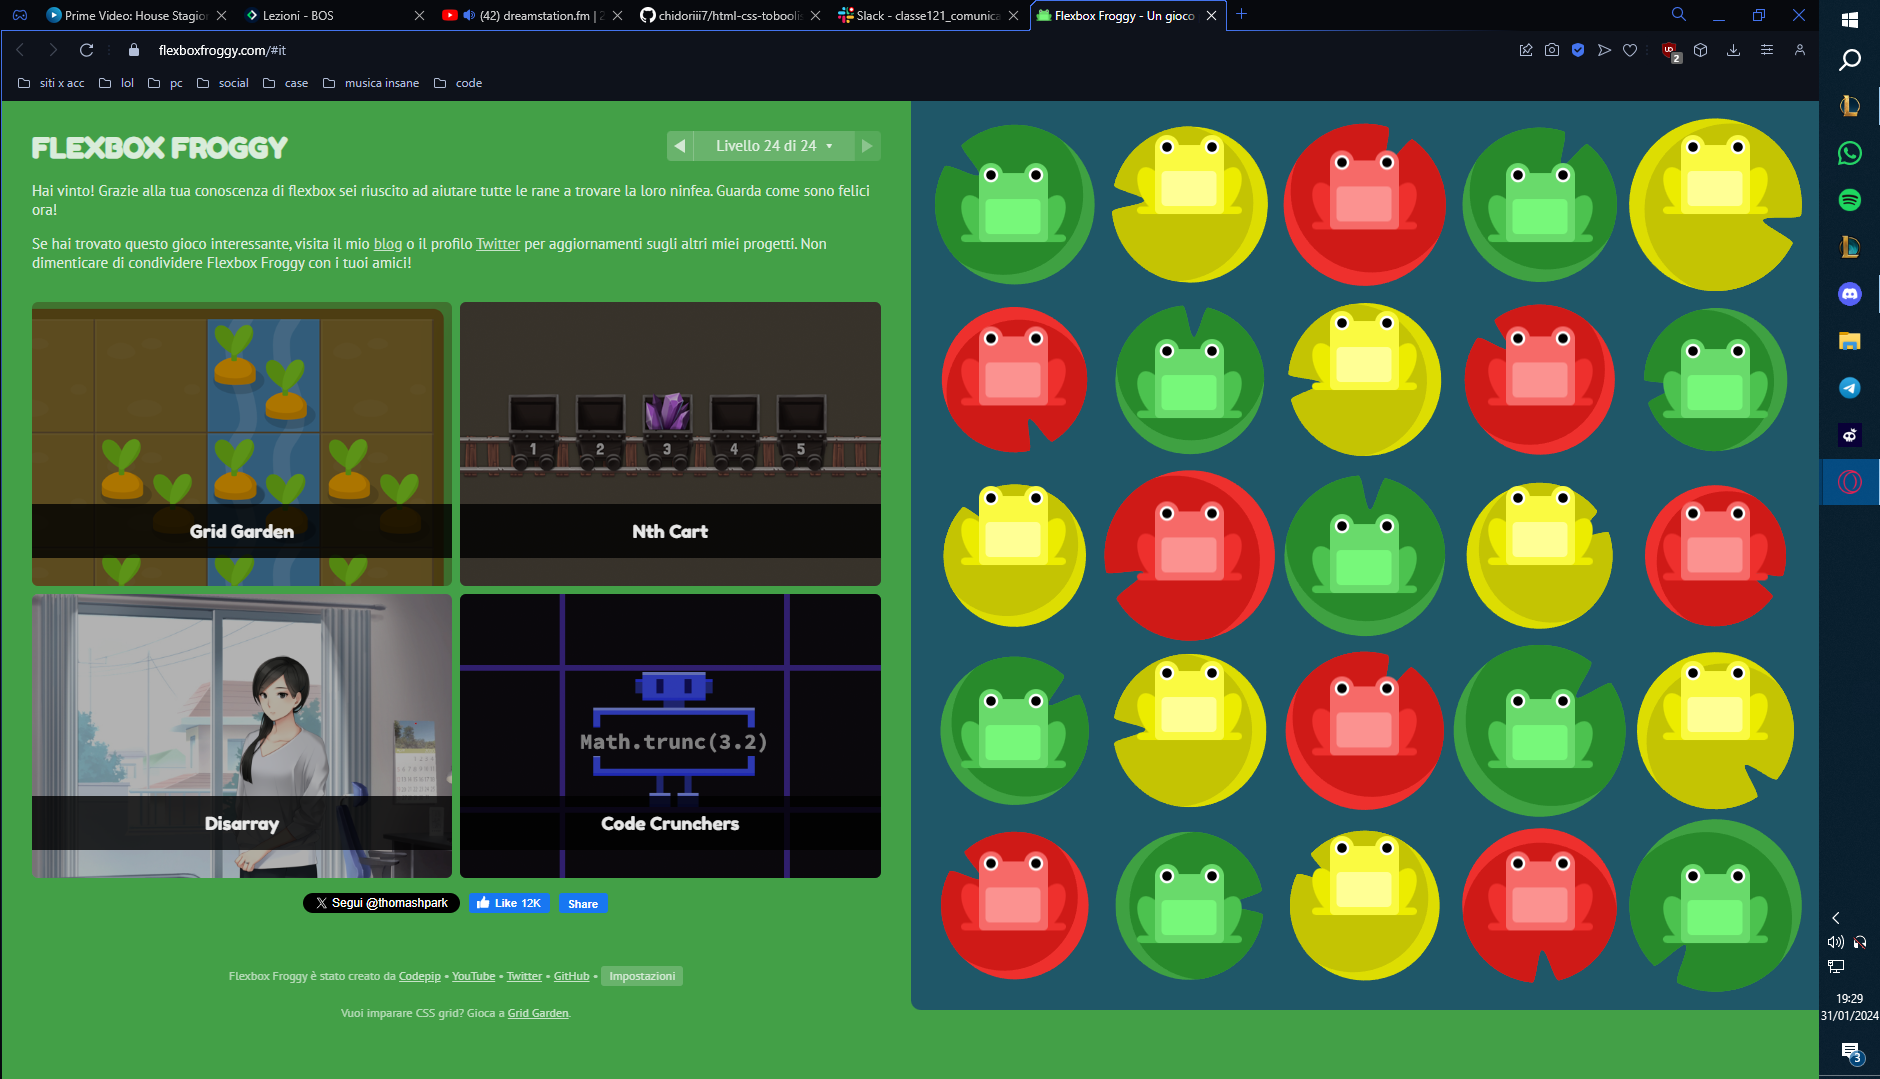 Prime Video: House Stagion
Lezioni - BOS
(42) dreamstation.fm | 2
chidoriii7/html-css-toboolis
Slack - classe121_comunica
Flexbox Froggy - Un gioco
flexboxfroggy.com/#it
2
siti x acc
lol
pc
social
case
musica insane
code
FLEXBOX FROGGY
Livello 24 di 24
Hai vinto! Grazie alla tua conoscenza di flexbox sei riuscito ad aiutare tutte le rane a trovare la loro ninfea. Guarda come sono felici
ora!
Se hai trovato questo gioco interessante, visita il mio blog o il profilo Twitter per aggiornamenti sugli altri miei progetti. Non
dimenticare di condividere Flexbox Froggy con i tuoi amici!
1 2 3 4 5
Grid Garden
Nth Cart
Math.trunc(3.2)
Disarray
Code Crunchers
Segui @thomashpark
Like 12K
Share
Flexbox Froggy è stato creato da Codepip • YouTube • Twitter • GitHub • Impostazioni
Vuoi imparare CSS grid? Gioca a Grid Garden.
19:29
31/01/2024
3